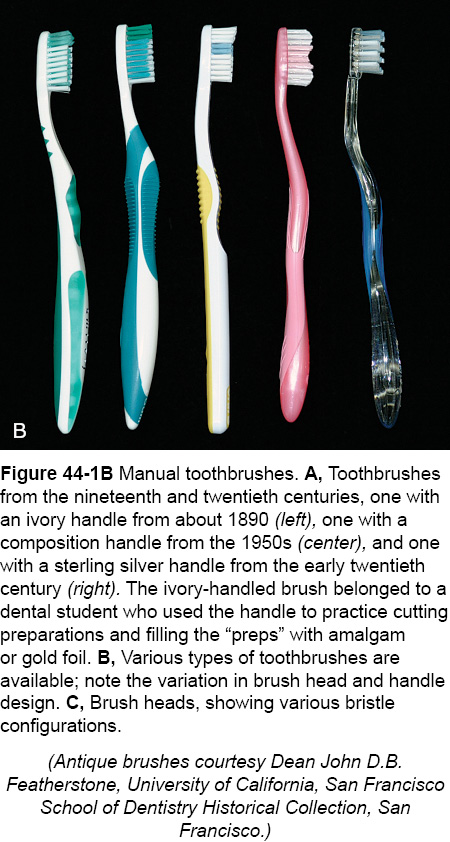 B
Figure 44-1B Manual toothbrushes. A, Toothbrushes
from the nineteenth and twentieth centuries, one with
an ivory handle from about 1890 (left), one with a
composition handle from the 1950s (center), and one
with a sterling silver handle from the early twentieth
century (right). The ivory-handled brush belonged to a
dental student who used the handle to practice cutting
preparations and filling the “preps” with amalgam
or gold foil. B, Various types of toothbrushes are
available; note the variation in brush head and handle
design. C, Brush heads, showing various bristle
configurations.
(Antique brushes courtesy Dean John D.B.
Featherstone, University of California, San Francisco
School of Dentistry Historical Collection, San
Francisco.)